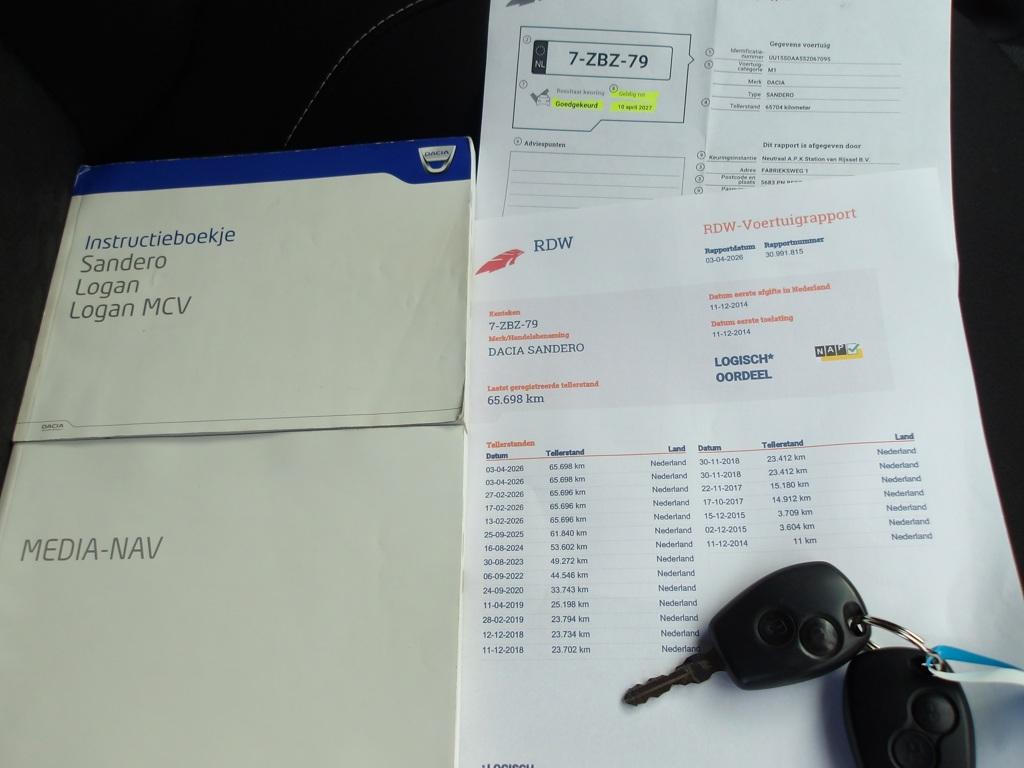 7-ZBZ-79
NL
Resultaat keuring
Goedgekeurd
Geldig tot
10 april 2027
Adviespunten
Gegevens voertuig
Identificatie-
nummer UU15SDAA552067095
Voertuig-
categorie M1
Merk DACIA
Type SANDERO
Tellerstand 65704 kilometer
Dit rapport is afgegeven door
Keuringsinstantie Neutraal A.P.K Station van Rijssel B.V.
Adres FABRIEKSWEG 1
Postcode en
plaats 5683 PN
DACIA
Instructieboekje
Sandero
Logan
Logan MCV
DACIA
MEDIA-NAV
RDW
RDW-Voertuigrapport
Rapportdatum Rapportnummer
03-04-2026 30.991.815
Kenteken
7-ZBZ-79
Merk/Handelsbenaming
DACIA SANDERO
Laatst geregistreerde tellerstand
65.698 km
Datum eerste afgifte in Nederland
11-12-2014
Datum eerste toelating
11-12-2014
LOGISCH*
OORDEEL
NAP
Tellerstanden
Datum Tellerstand Land
03-04-2026 65.698 km Nederland
03-04-2026 65.698 km Nederland
27-02-2026 65.696 km Nederland
17-02-2026 65.696 km Nederland
13-02-2026 65.696 km Nederland
25-09-2025 61.840 km Nederland
16-08-2024 53.602 km Nederland
30-08-2023 49.272 km Nederland
06-09-2022 44.546 km Nederland
24-09-2020 33.743 km Nederland
11-04-2019 25.198 km Nederland
28-02-2019 23.794 km Nederland
12-12-2018 23.734 km Nederland
11-12-2018 23.702 km Nederland
Datum Tellerstand Land
30-11-2018 23.412 km Nederland
30-11-2018 23.412 km Nederland
22-11-2017 15.180 km Nederland
17-10-2017 14.912 km Nederland
15-12-2015 3.709 km Nederland
02-12-2015 3.604 km Nederland
11-12-2014 11 km Nederland